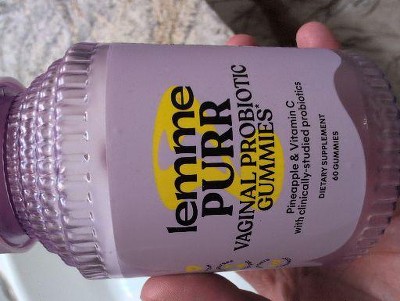 lemme
PURR
VAGINAL PROBIOTIC
GUMMIES*
Pineapple & Vitamin C
with clinically-studied probiotics
DIETARY SUPPLEMENT
60 GUMMIES